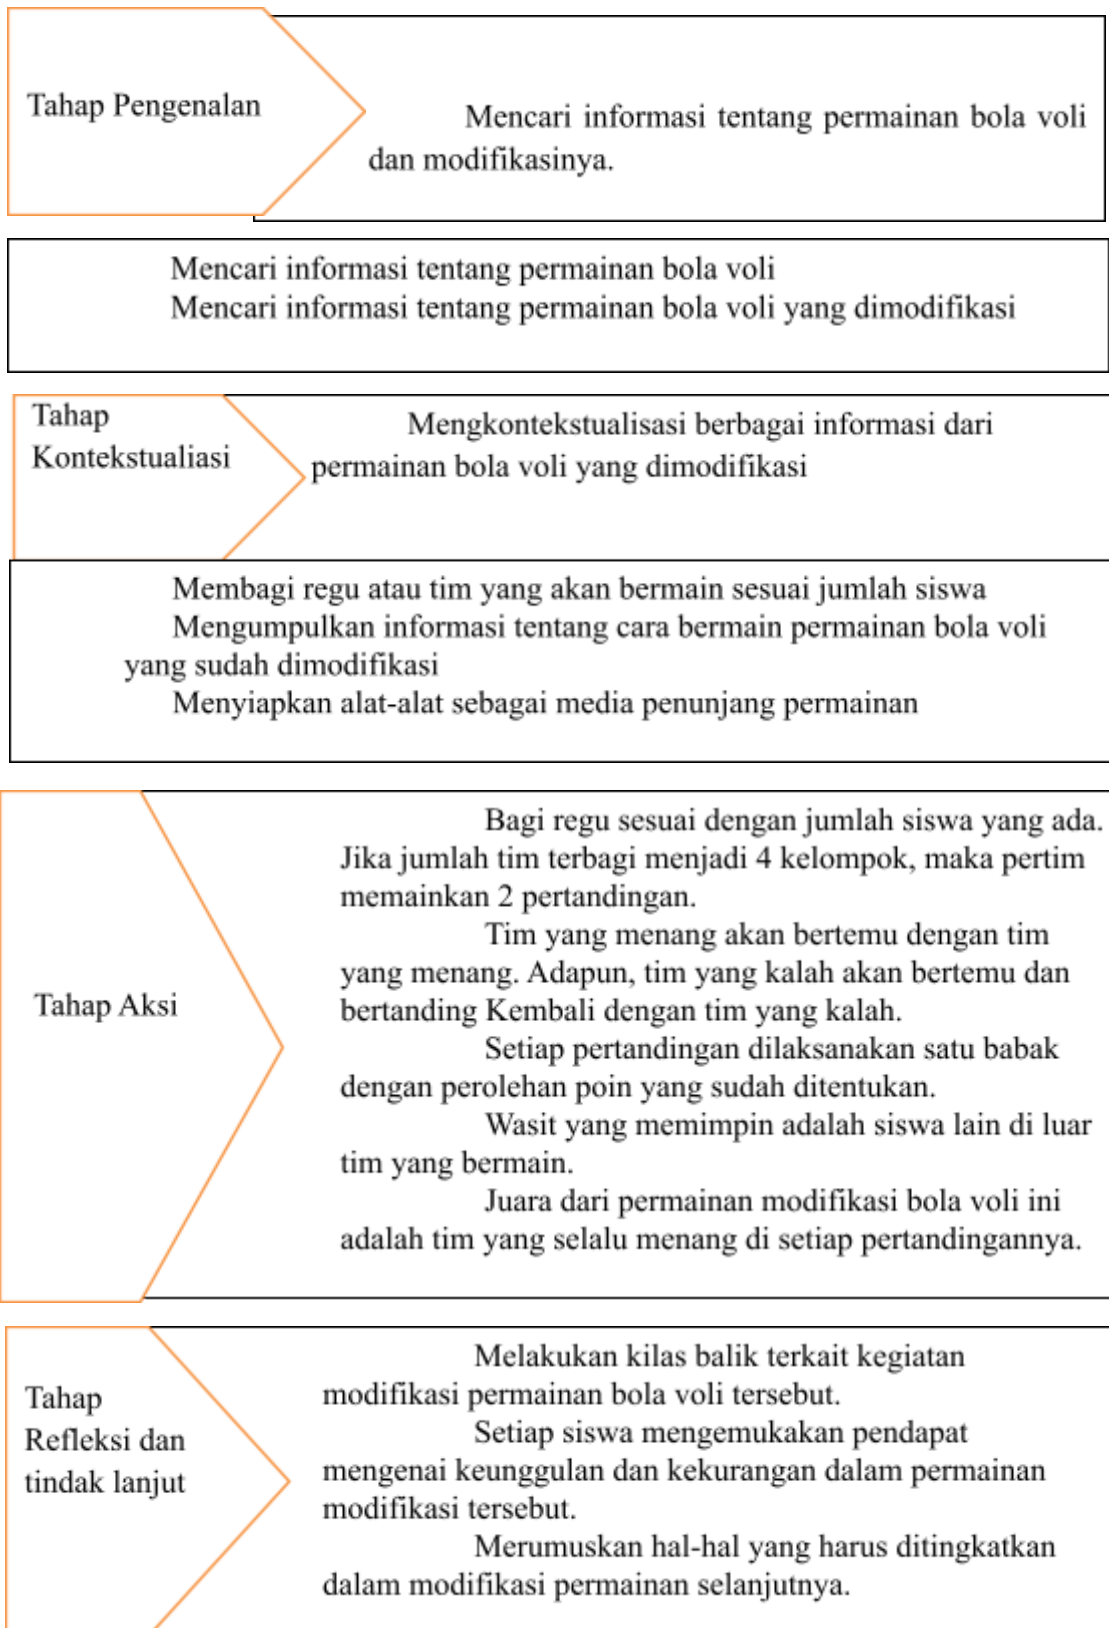 Tahap Pengenalan
Mencari informasi tentang permainan bola voli
dan modifikasinya.
Mencari informasi tentang permainan bola voli
Mencari informasi tentang permainan bola voli yang dimodifikasi
Tahap
Kontekstualiasi
Mengkontekstualisasi berbagai informasi dari
permainan bola voli yang dimodifikasi
Membagi regu atau tim yang akan bermain sesuai jumlah siswa
Mengumpulkan informasi tentang cara bermain permainan bola voli
yang sudah dimodifikasi
Menyiapkan alat-alat sebagai media penunjang permainan
Tahap Aksi
Bagi regu sesuai dengan jumlah siswa yang ada.
Jika jumlah tim terbagi menjadi 4 kelompok, maka pertim
memainkan 2 pertandingan.
Tim yang menang akan bertemu dengan tim
yang menang. Adapun, tim yang kalah akan bertemu dan
bertanding Kembali dengan tim yang kalah.
Setiap pertandingan dilaksanakan satu babak
dengan perolehan poin yang sudah ditentukan.
Wasit yang memimpin adalah siswa lain di luar
tim yang bermain.
Juara dari permainan modifikasi bola voli ini
adalah tim yang selalu menang di setiap pertandingannya.
Tahap
Refleksi dan
tindak lanjut
Melakukan kilas balik terkait kegiatan
modifikasi permainan bola voli tersebut.
Setiap siswa mengemukakan pendapat
mengenai keunggulan dan kekurangan dalam permainan
modifikasi tersebut.
Merumuskan hal-hal yang harus ditingkatkan
dalam modifikasi permainan selanjutnya.